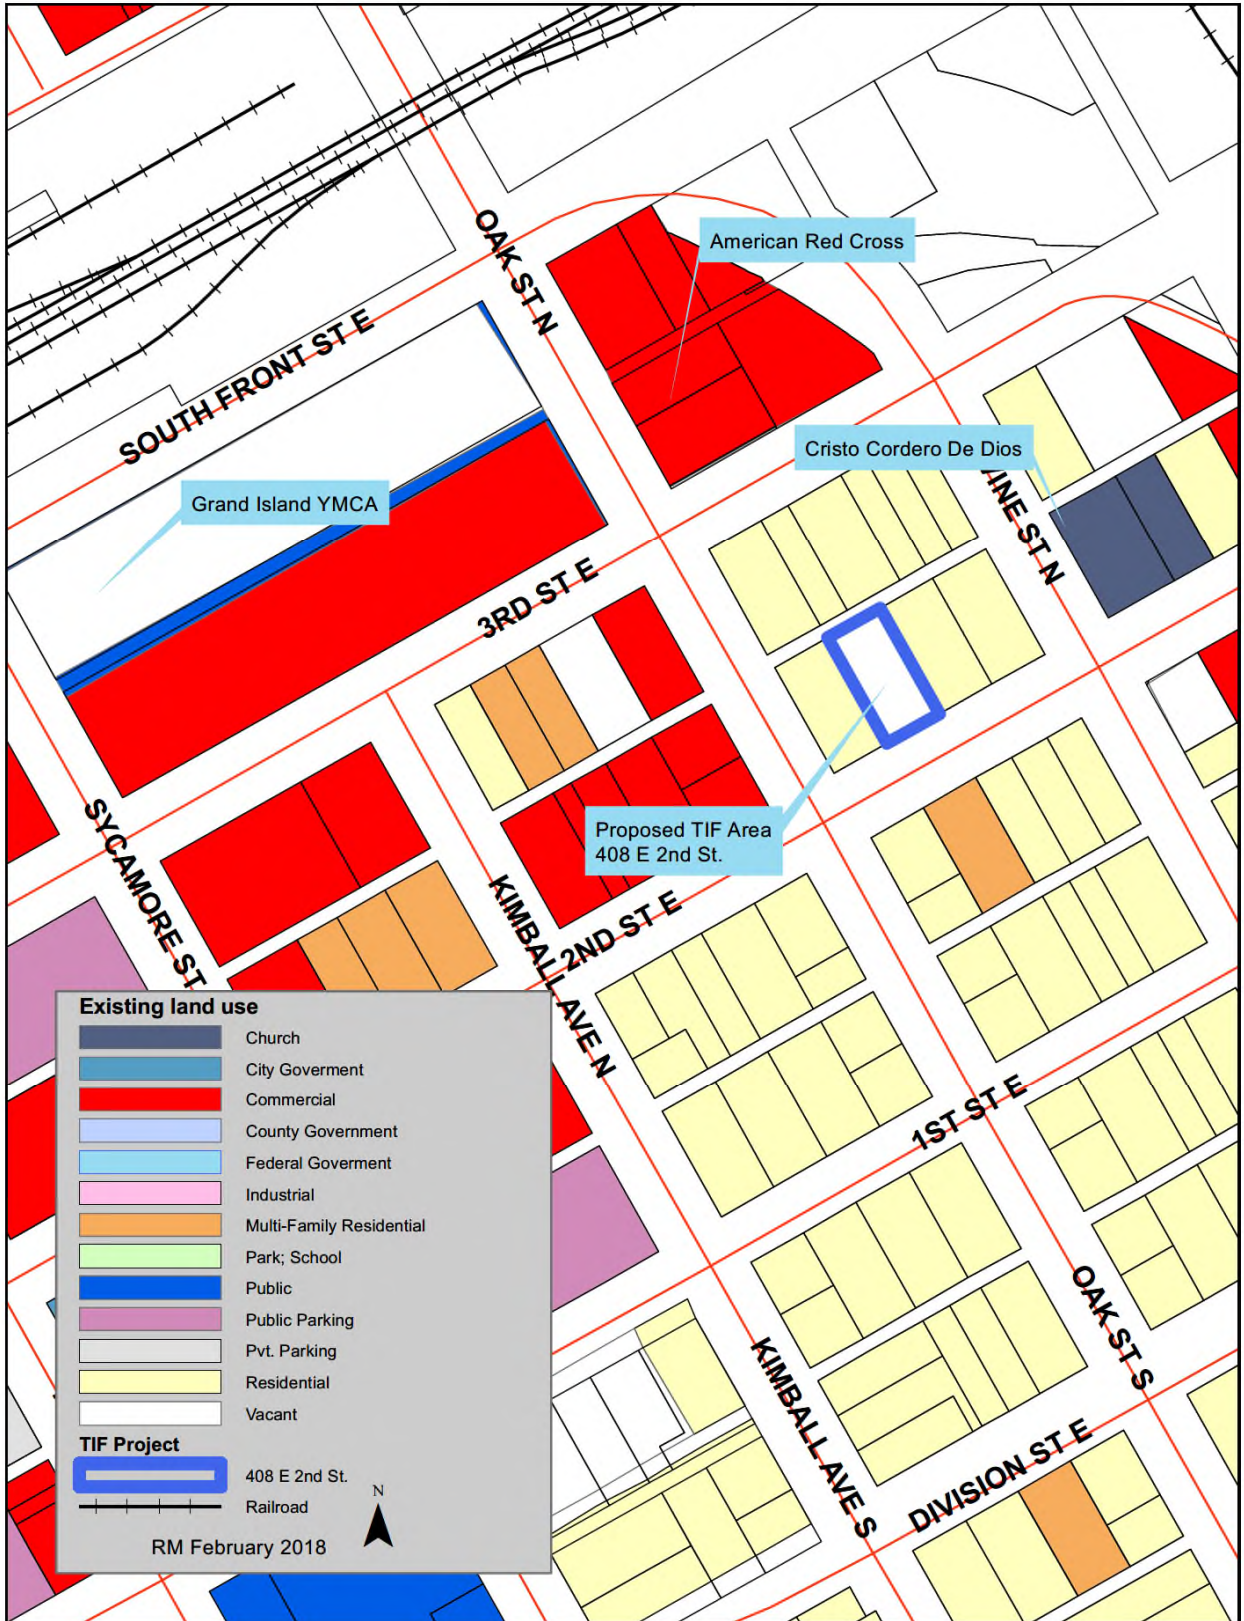 OAK ST N
American Red Cross
SOUTH FRONT ST E
Cristo Cordero De Dios
VINE ST N
Grand Island YMCA
3RD ST E
Proposed TIF Area
408 E 2nd St.
SYCAMORE ST
KIMBALL AVE N
2ND ST E
1ST ST E
OAK ST S
KIMBALL AVE S
DIVISION ST E
Existing land use
Church
City Goverment
Commercial
County Government
Federal Goverment
Industrial
Multi-Family Residential
Park; School
Public
Public Parking
Pvt. Parking
Residential
Vacant
TIF Project
408 E 2nd St.
N
Railroad
RM February 2018